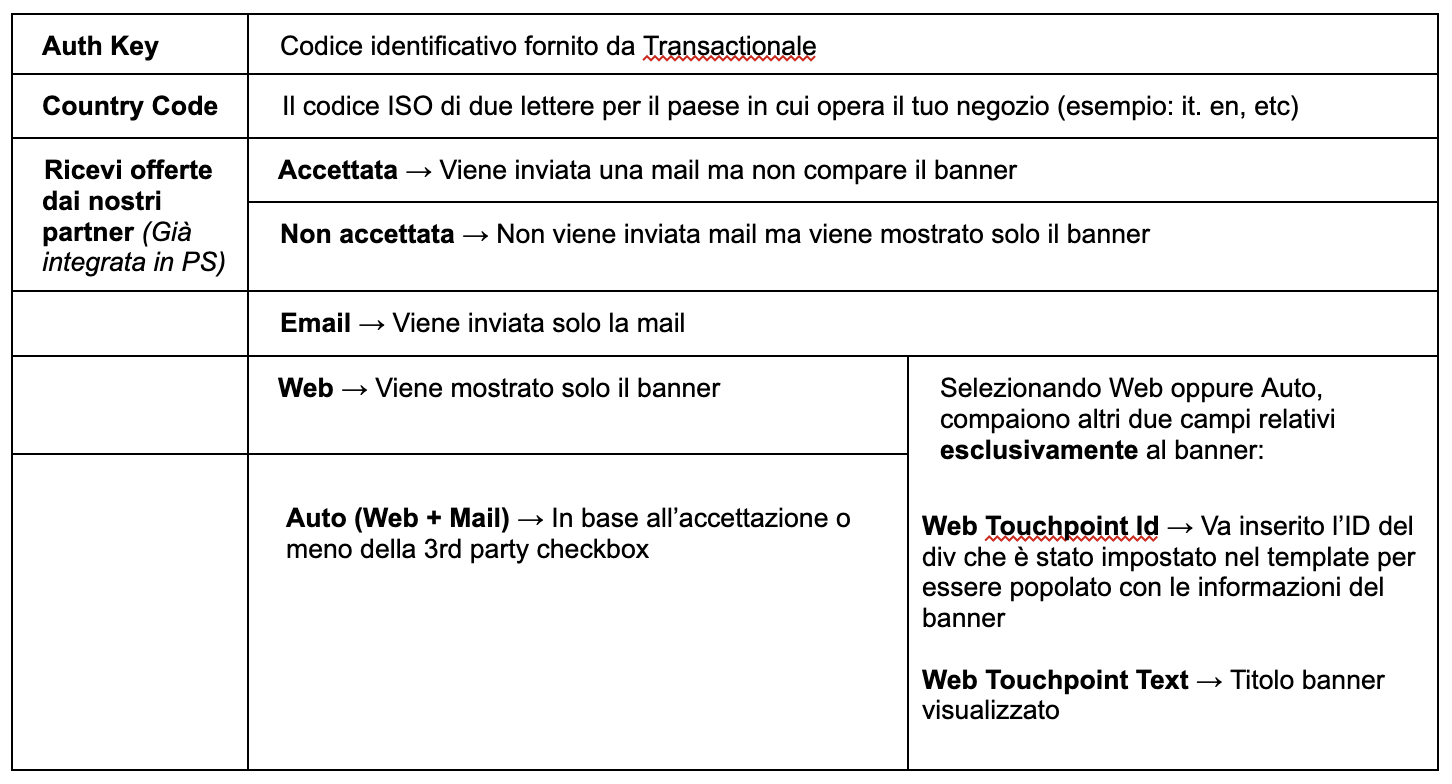 Auth Key
Codice identificativo fornito da Transactionale
Country Code
Il codice ISO di due lettere per il paese in cui opera il tuo negozio (esempio: it. en, etc)
Ricevi offerte
dai nostri
partner (Già
integrata in PS)
Accettata → Viene inviata una mail ma non compare il banner
Non accettata → Non viene inviata mail ma viene mostrato solo il banner
Email → Viene inviata solo la mail
Web → Viene mostrato solo il banner
Auto (Web + Mail) → In base all’accettazione o
meno della 3rd party checkbox
Selezionando Web oppure Auto,
compaiono altri due campi relativi
esclusivamente al banner:
Web Touchpoint Id → Va inserito l’ID del
div che è stato impostato nel template per
essere popolato con le informazioni del
banner
Web Touchpoint Text → Titolo banner
visualizzato